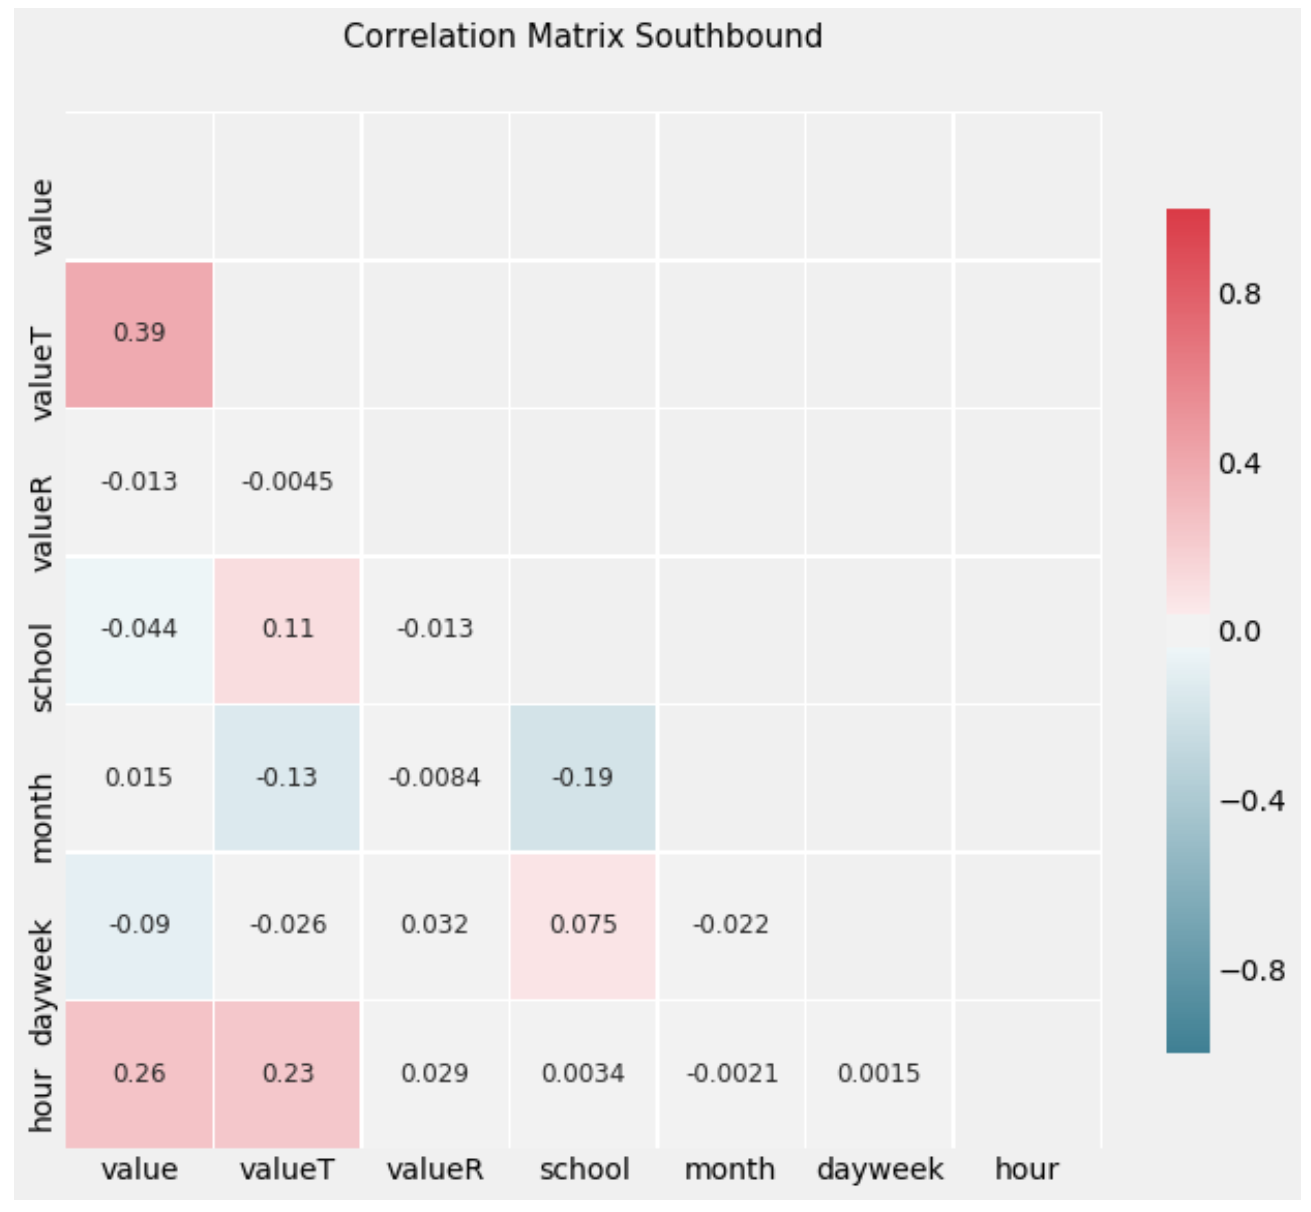 Correlation Matrix Southbound
value
valueT
0.39
valueR
-0.013 -0.0045
school
-0.044 0.11 -0.013
month
0.015 -0.13 -0.0084 -0.19
dayweek
-0.09 -0.026 0.032 0.075 -0.022
hour
0.26 0.23 0.029 0.0034 -0.0021 0.0015
value valueT valueR school month dayweek hour
0.8
0.4
0.0
−0.4
−0.8